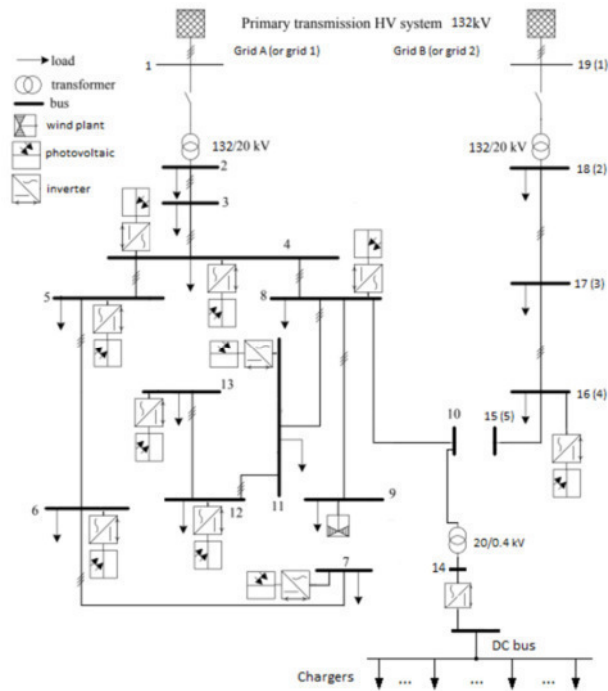 Primary transmission HV system 132kV
Grid A (or grid 1)
Grid B (or grid 2)
1
19 (1)
load
transformer
bus
wind plant
photovoltaic
inverter
132/20 kV
132/20 kV
2
18 (2)
3
4
5
8
17 (3)
13
16 (4)
10
15 (5)
6
12
11
9
20/0.4 kV
7
14
DC bus
Chargers
... ... ...